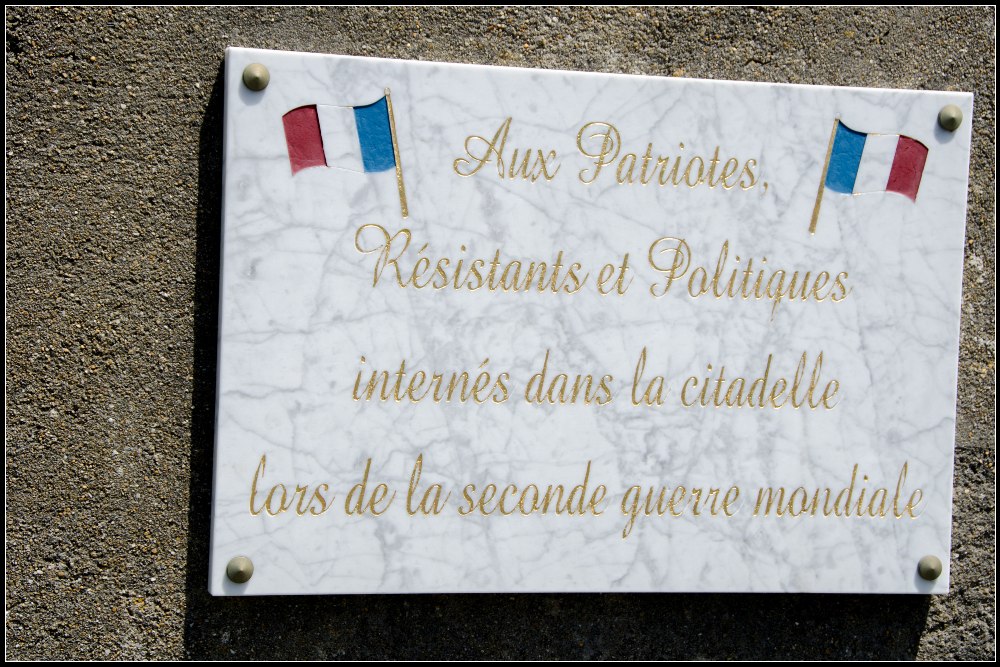 Aux Patriotes,
Résistants et Politiques
internés dans la citadelle
lors de la seconde guerre mondiale